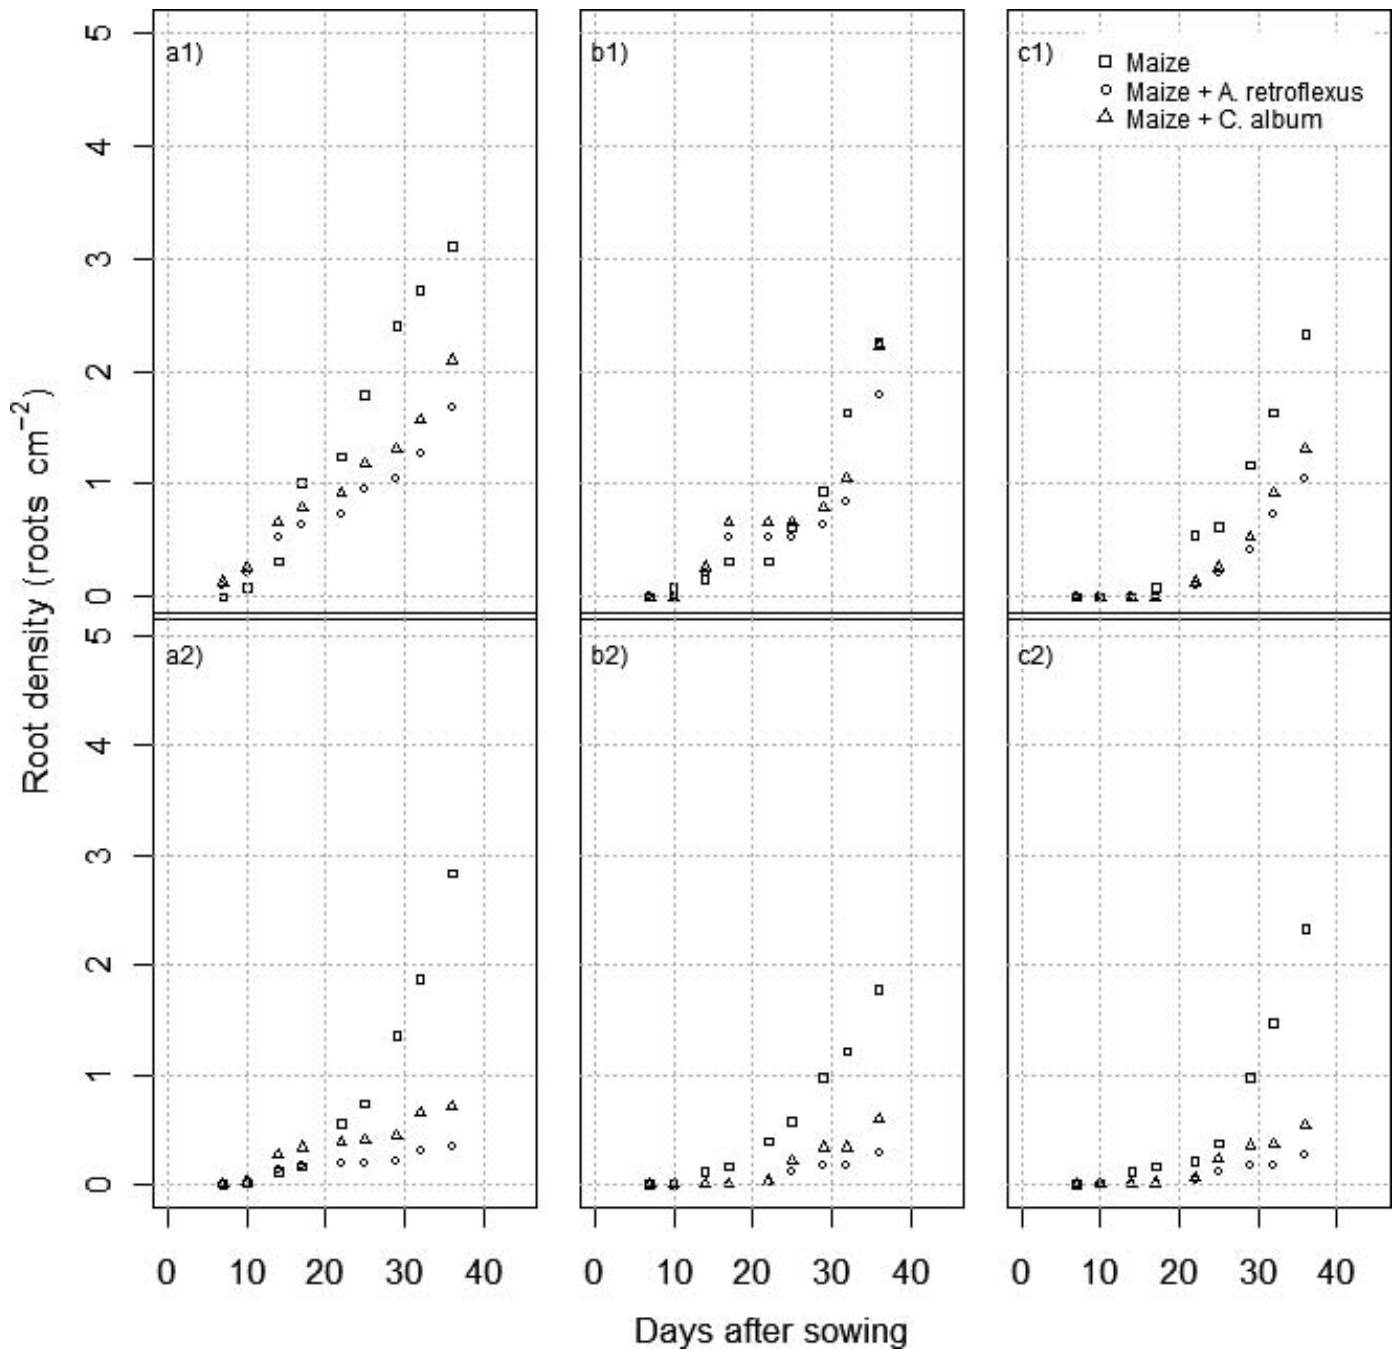 a1)
b1)
c1)
Maize
Maize + A. retroflexus
Maize + C. album
5
4
3
2
1
0
a2)
b2)
c2)
5
4
3
2
1
0
Root density (roots cm⁻²)
0 10 20 30 40
0 10 20 30 40
0 10 20 30 40
Days after sowing